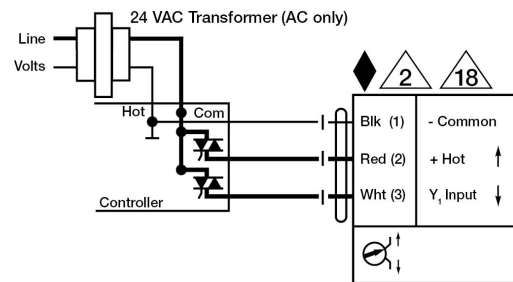 24 VAC Transformer (AC only)
Line
Volts
2
18
Hot
Com
Blk (1)
- Common
Red (2)
+ Hot
Wht (3)
Y1 Input
Controller